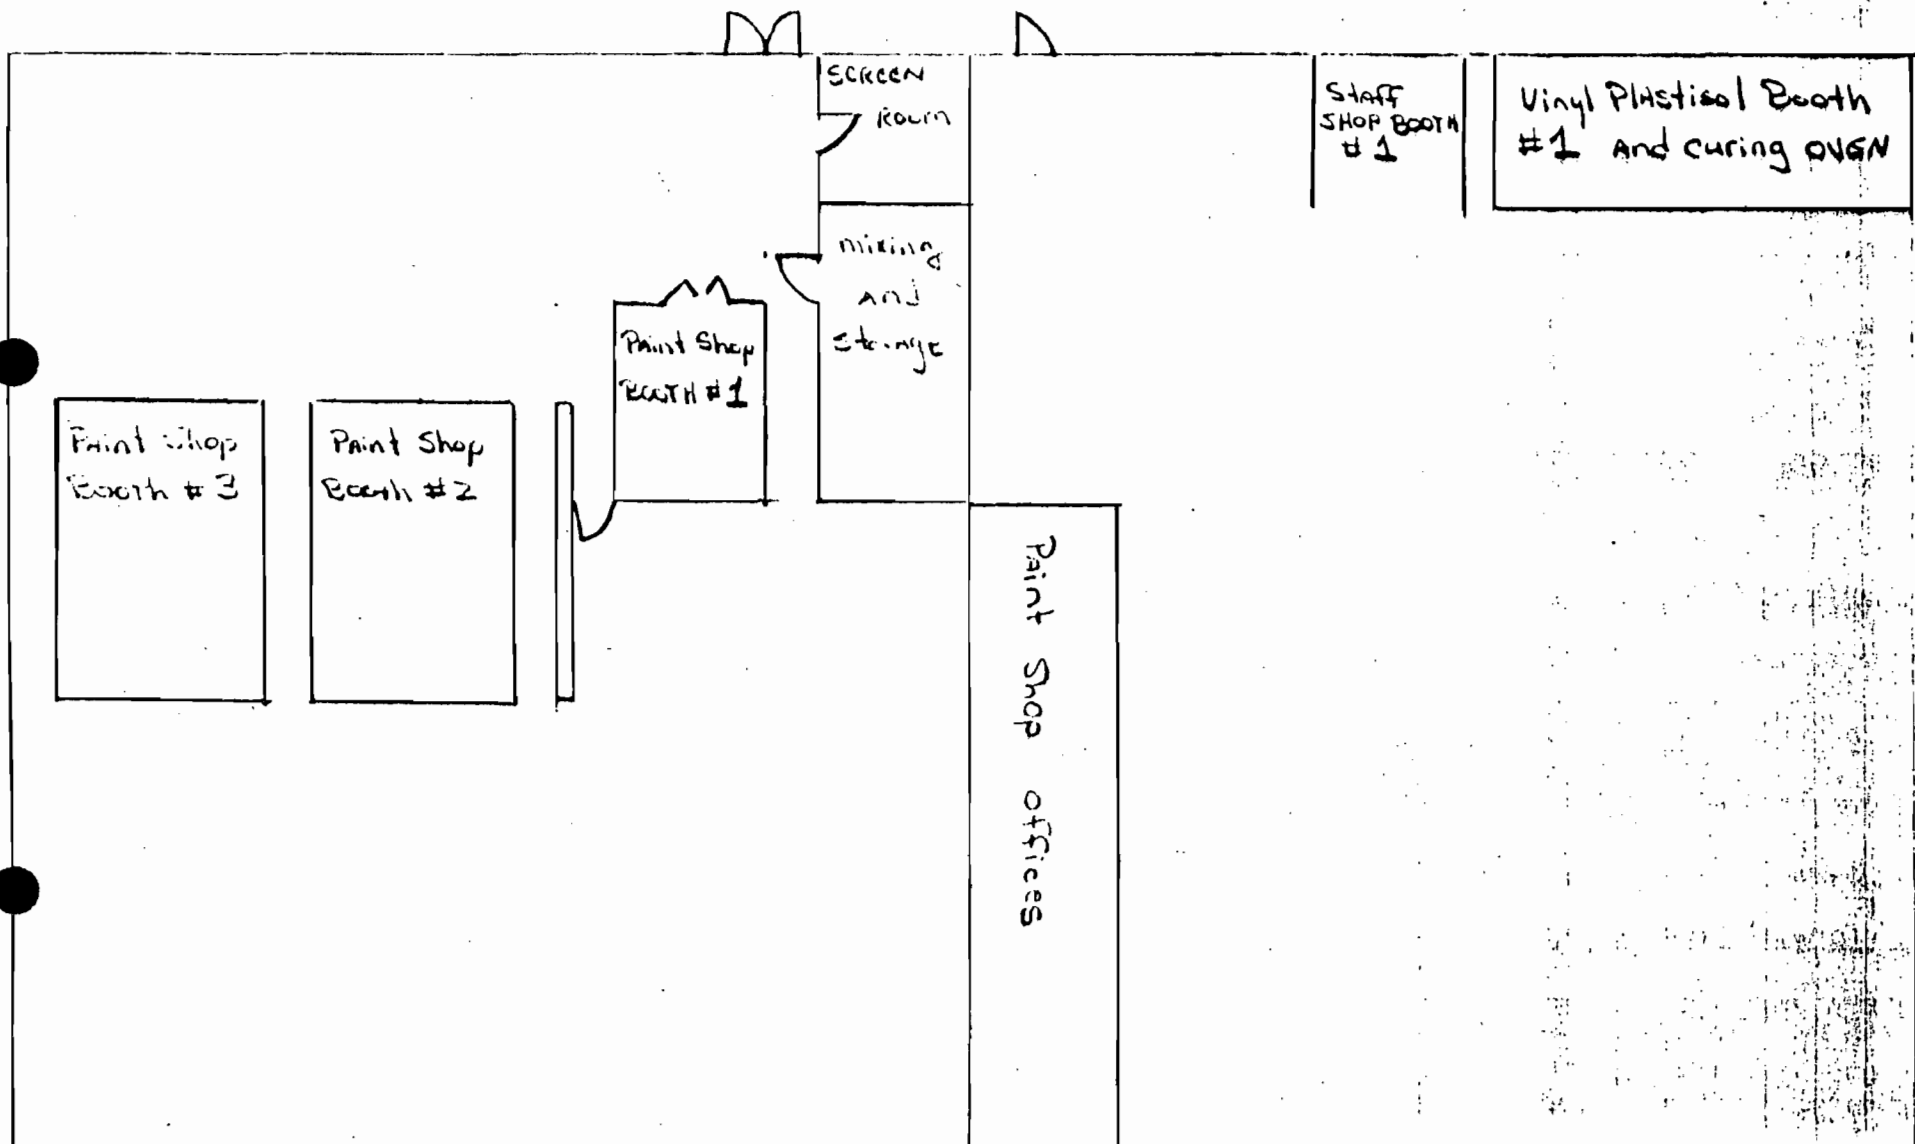 SCREEN
Room
Staff
SHOP BOOTH
#1
Vinyl Plastisol Booth
#1 And curing OVEN
mixing
And
storage
Paint Shop
BOOTH #1
Paint Shop
Booth #3
Paint Shop
Booth #2
Paint Shop offices